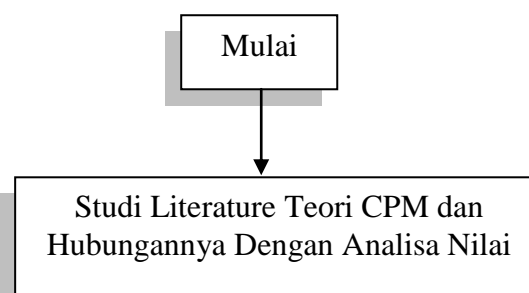 Mulai
Studi Literature Teori CPM dan
Hubungannya Dengan Analisa Nilai